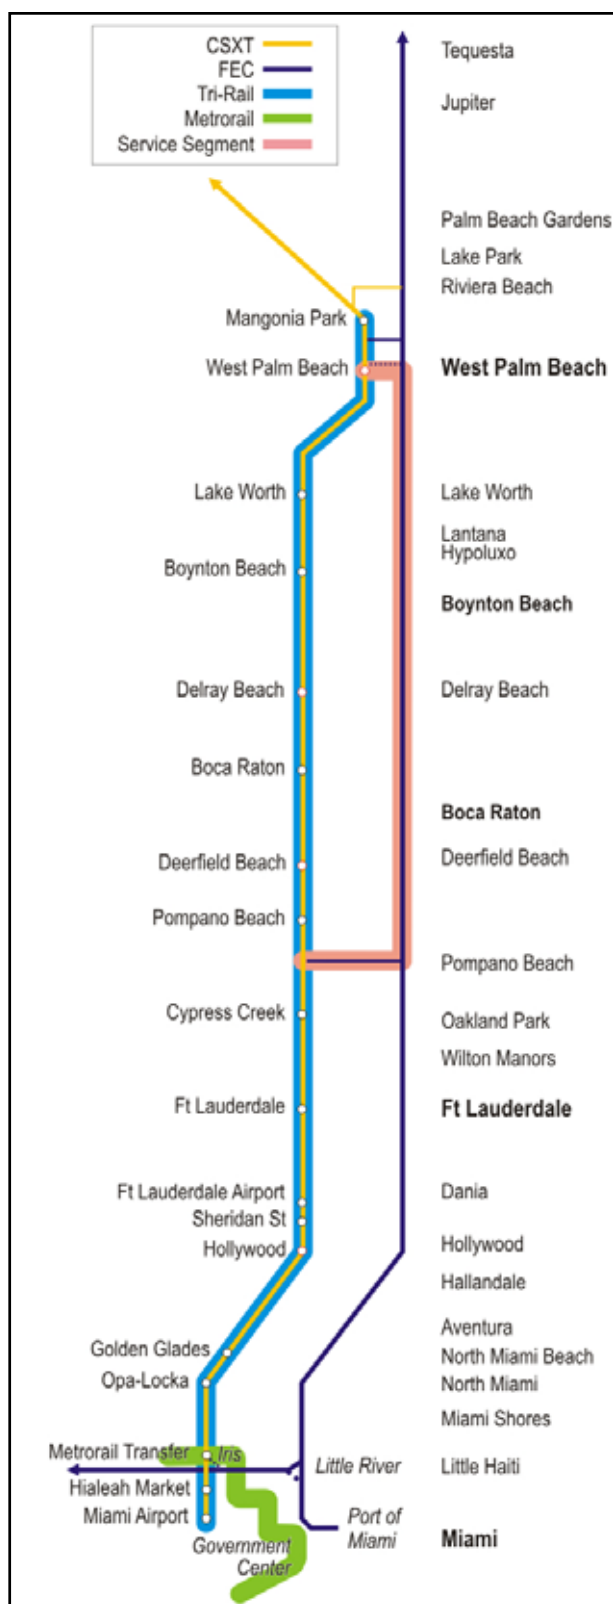 CSXT
FEC
Tri-Rail
Metrorail
Service Segment
Tequesta
Jupiter
Palm Beach Gardens
Lake Park
Riviera Beach
Mangonia Park
West Palm Beach
West Palm Beach
Lake Worth
Lake Worth
Lantana
Hypoluxo
Boynton Beach
Boynton Beach
Delray Beach
Delray Beach
Boca Raton
Boca Raton
Deerfield Beach
Deerfield Beach
Pompano Beach
Pompano Beach
Cypress Creek
Oakland Park
Wilton Manors
Ft Lauderdale
Ft Lauderdale
Ft Lauderdale Airport
Dania
Sheridan St
Hollywood
Hollywood
Hallandale
Aventura
Golden Glades
North Miami Beach
Opa-Locka
North Miami
Miami Shores
Metrorail Transfer
Iris
Little River
Little Haiti
Hialeah Market
Miami Airport
Port of
Miami
Miami
Government
Center